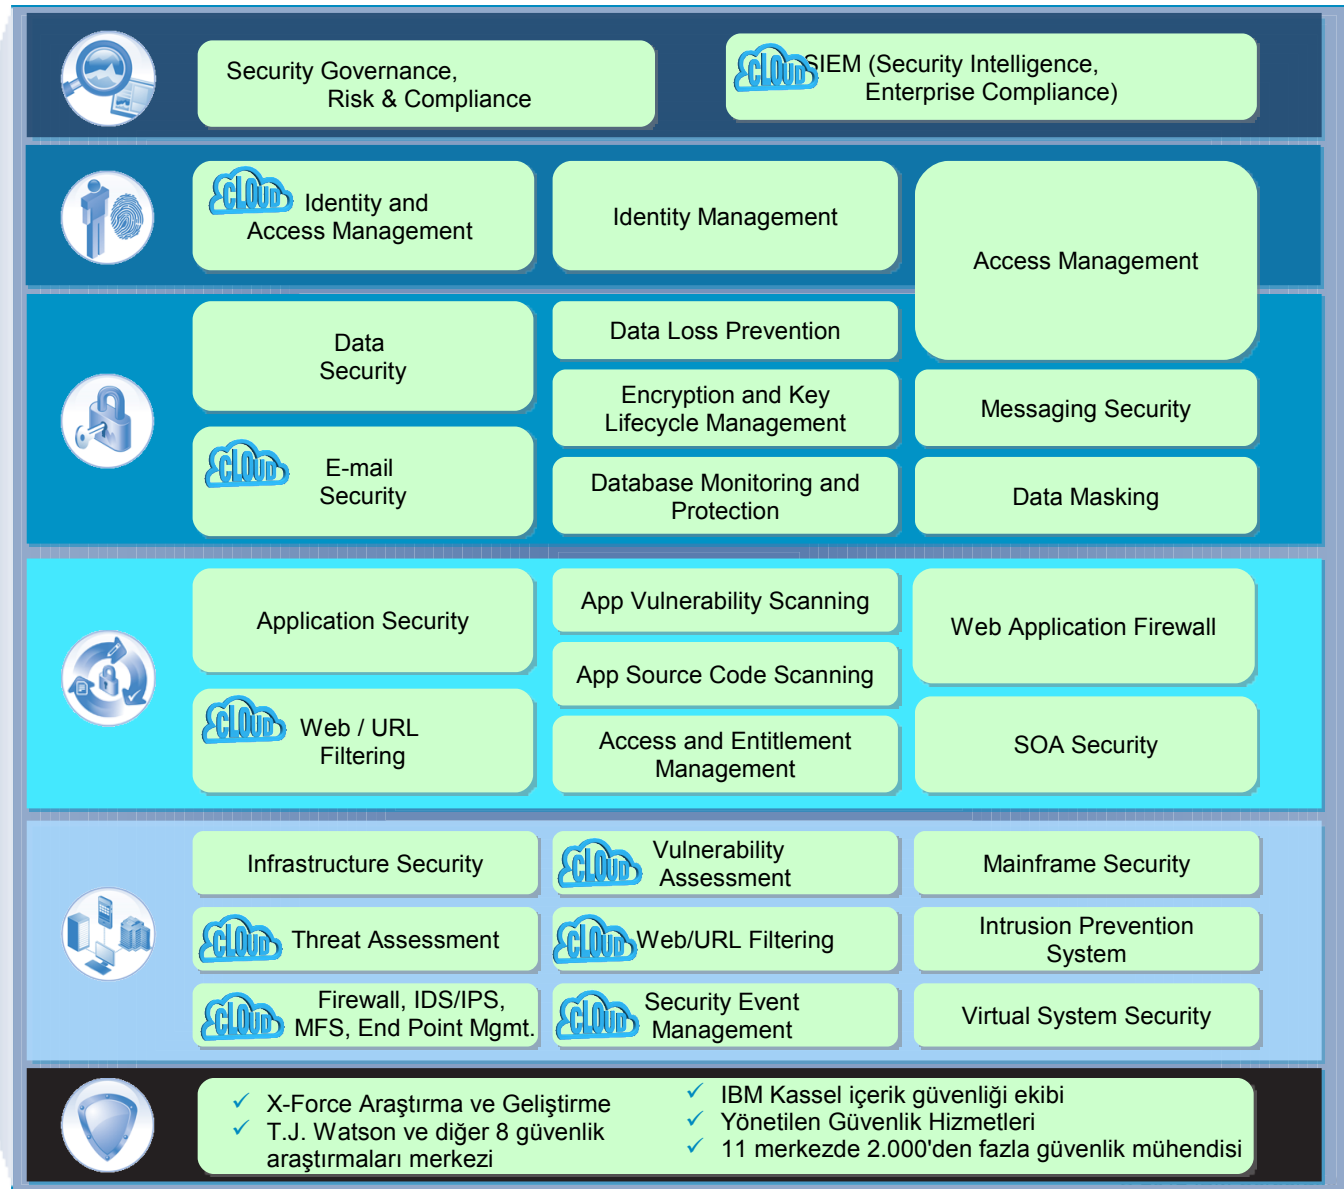 Security Governance,
Risk & Compliance
CLOUD
SIEM (Security Intelligence,
Enterprise Compliance)
CLOUD
Identity and
Access Management
Identity Management
Access Management
Data
Security
Data Loss Prevention
Encryption and Key
Lifecycle Management
Messaging Security
CLOUD
E-mail
Security
Database Monitoring and
Protection
Data Masking
Application Security
App Vulnerability Scanning
Web Application Firewall
App Source Code Scanning
CLOUD
Web / URL
Filtering
Access and Entitlement
Management
SOA Security
Infrastructure Security
CLOUD
Vulnerability
Assessment
Mainframe Security
CLOUD
Threat Assessment
CLOUD
Web/URL Filtering
Intrusion Prevention
System
CLOUD
Firewall, IDS/IPS,
MFS, End Point Mgmt.
CLOUD
Security Event
Management
Virtual System Security
✓ X-Force Araştırma ve Geliştirme
✓ T.J. Watson ve diğer 8 güvenlik
araştırmaları merkezi
✓ IBM Kassel içerik güvenliği ekibi
✓ Yönetilen Güvenlik Hizmetleri
✓ 11 merkezde 2.000'den fazla güvenlik mühendisi